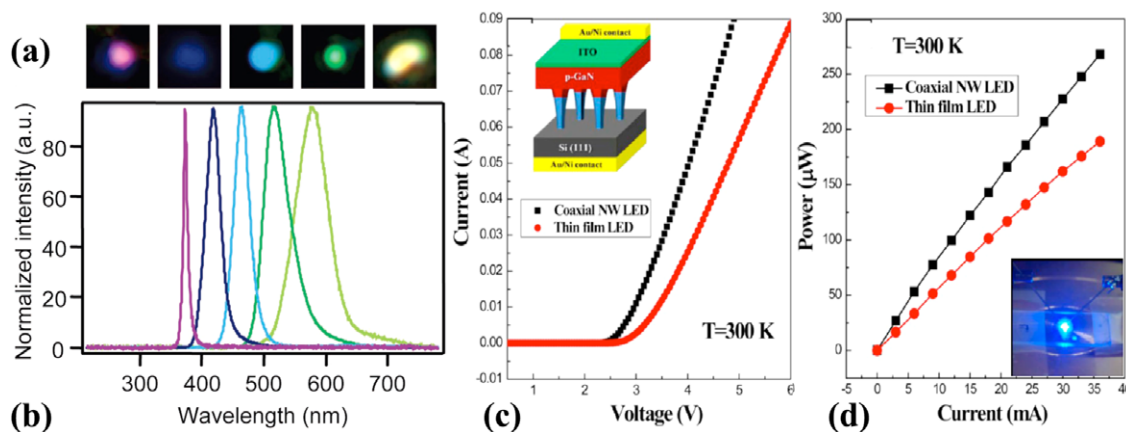 (a)
Normalized intensity (a.u.)
80
60
40
20
0
300
400
500
600
700
Wavelength (nm)
(b)
0.09
0.08
0.07
0.06
0.05
0.04
0.03
0.02
0.01
0.00
-0.01
Current (A)
Au/Ni contact
ITO
p-GaN
Si (111)
Au/Ni contact
Coaxial NW LED
Thin film LED
T=300 K
1
2
3
4
5
6
Voltage (V)
(c)
T=300 K
Coaxial NW LED
Thin film LED
300
250
200
150
100
50
0
Power (μW)
-5
0
5
10
15
20
25
30
35
40
Current (mA)
(d)